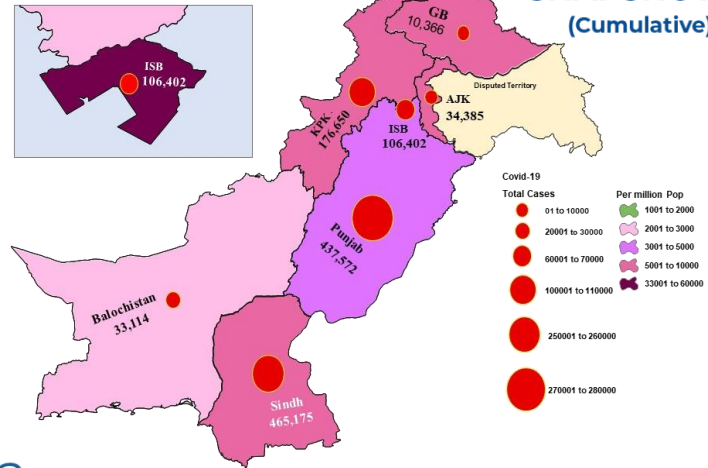 (Cumulative)
ISB
106,402
GB
10,366
Disputed Territory
AJK
34,385
KPK
176,650
ISB
106,402
Punjab
437,572
Balochistan
33,114
Sindh
465,175
Covid-19
Total Cases
01 to 10000
20001 to 30000
60001 to 70000
100001 to 110000
250001 to 260000
270001 to 280000
Per million Pop
1001 to 2000
2001 to 3000
3001 to 5000
5001 to 10000
33001 to 60000